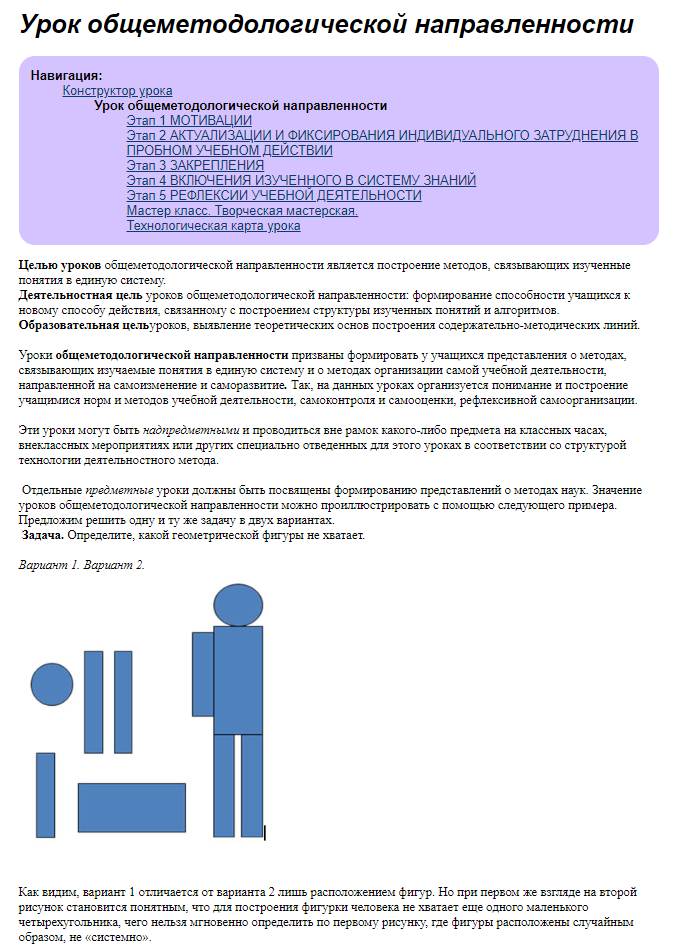 Урок общеметодологической направленности
Навигация:
Конструктор урока
Урок общеметодологической направленности
Этап 1 МОТИВАЦИИ
Этап 2 АКТУАЛИЗАЦИИ И ФИКСИРОВАНИЯ ИНДИВИДУАЛЬНОГО ЗАТРУДНЕНИЯ В
ПРОБНОМ УЧЕБНОМ ДЕЙСТВИИ
Этап 3 ЗАКРЕПЛЕНИЯ
Этап 4 ВКЛЮЧЕНИЯ ИЗУЧЕННОГО В СИСТЕМУ ЗНАНИЙ
Этап 5 РЕФЛЕКСИИ УЧЕБНОЙ ДЕЯТЕЛЬНОСТИ
Мастер класс. Творческая мастерская.
Технологическая карта урока
Целью уроков общеметодологической направленности является построение методов, связывающих изученные
понятия в единую систему.
Деятельностная цель уроков общеметодологической направленности: формирование способности учащихся к
новому способу действия, связанному с построением структуры изученных понятий и алгоритмов.
Образовательная цельуроков, выявление теоретических основ построения содержательно-методических линий.
Уроки общеметодологической направленности призваны формировать у учащихся представления о методах,
связывающих изучаемые понятия в единую систему и о методах организации самой учебной деятельности,
направленной на самоизменение и саморазвитие. Так, на данных уроках организуется понимание и построение
учащимися норм и методов учебной деятельности, самоконтроля и самооценки, рефлексивной самоорганизации.
Эти уроки могут быть надпредметными и проводиться вне рамок какого-либо предмета на классных часах,
внеклассных мероприятиях или других специально отведенных для этого уроках в соответствии со структурой
технологии деятельностного метода.
Отдельные предметные уроки должны быть посвящены формированию представлений о методах наук. Значение
уроков общеметодологической направленности можно проиллюстрировать с помощью следующего примера.
Предложим решить одну и ту же задачу в двух вариантах.
Задача. Определите, какой геометрической фигуры не хватает.
Вариант 1. Вариант 2.
Как видим, вариант 1 отличается от варианта 2 лишь расположением фигур. Но при первом же взгляде на второй
рисунок становится понятным, что для построения фигурки человека не хватает еще одного маленького
четырехугольника, чего нельзя мгновенно определить по первому рисунку, где фигуры расположены случайным
образом, не «системно».